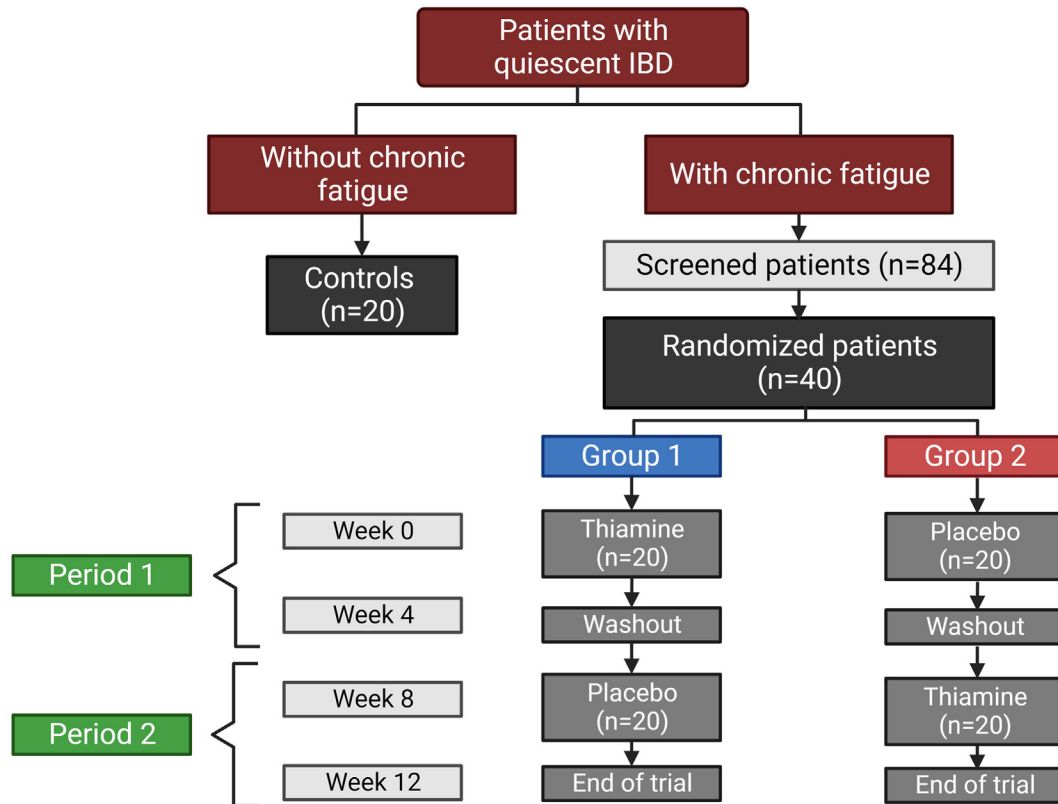 Patients with
quiescent IBD
Without chronic
fatigue
With chronic fatigue
Controls
(n=20)
Screened patients (n=84)
Randomized patients
(n=40)
Group 1
Group 2
Period 1
Week 0
Thiamine
(n=20)
Placebo
(n=20)
Week 4
Washout
Washout
Period 2
Week 8
Placebo
(n=20)
Thiamine
(n=20)
Week 12
End of trial
End of trial